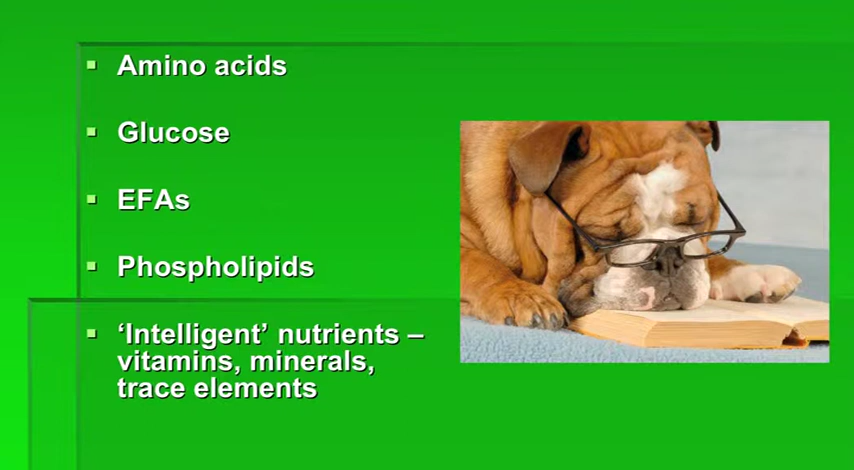 Amino acids
Glucose
EFAs
Phospholipids
‘Intelligent’ nutrients –
vitamins, minerals,
trace elements